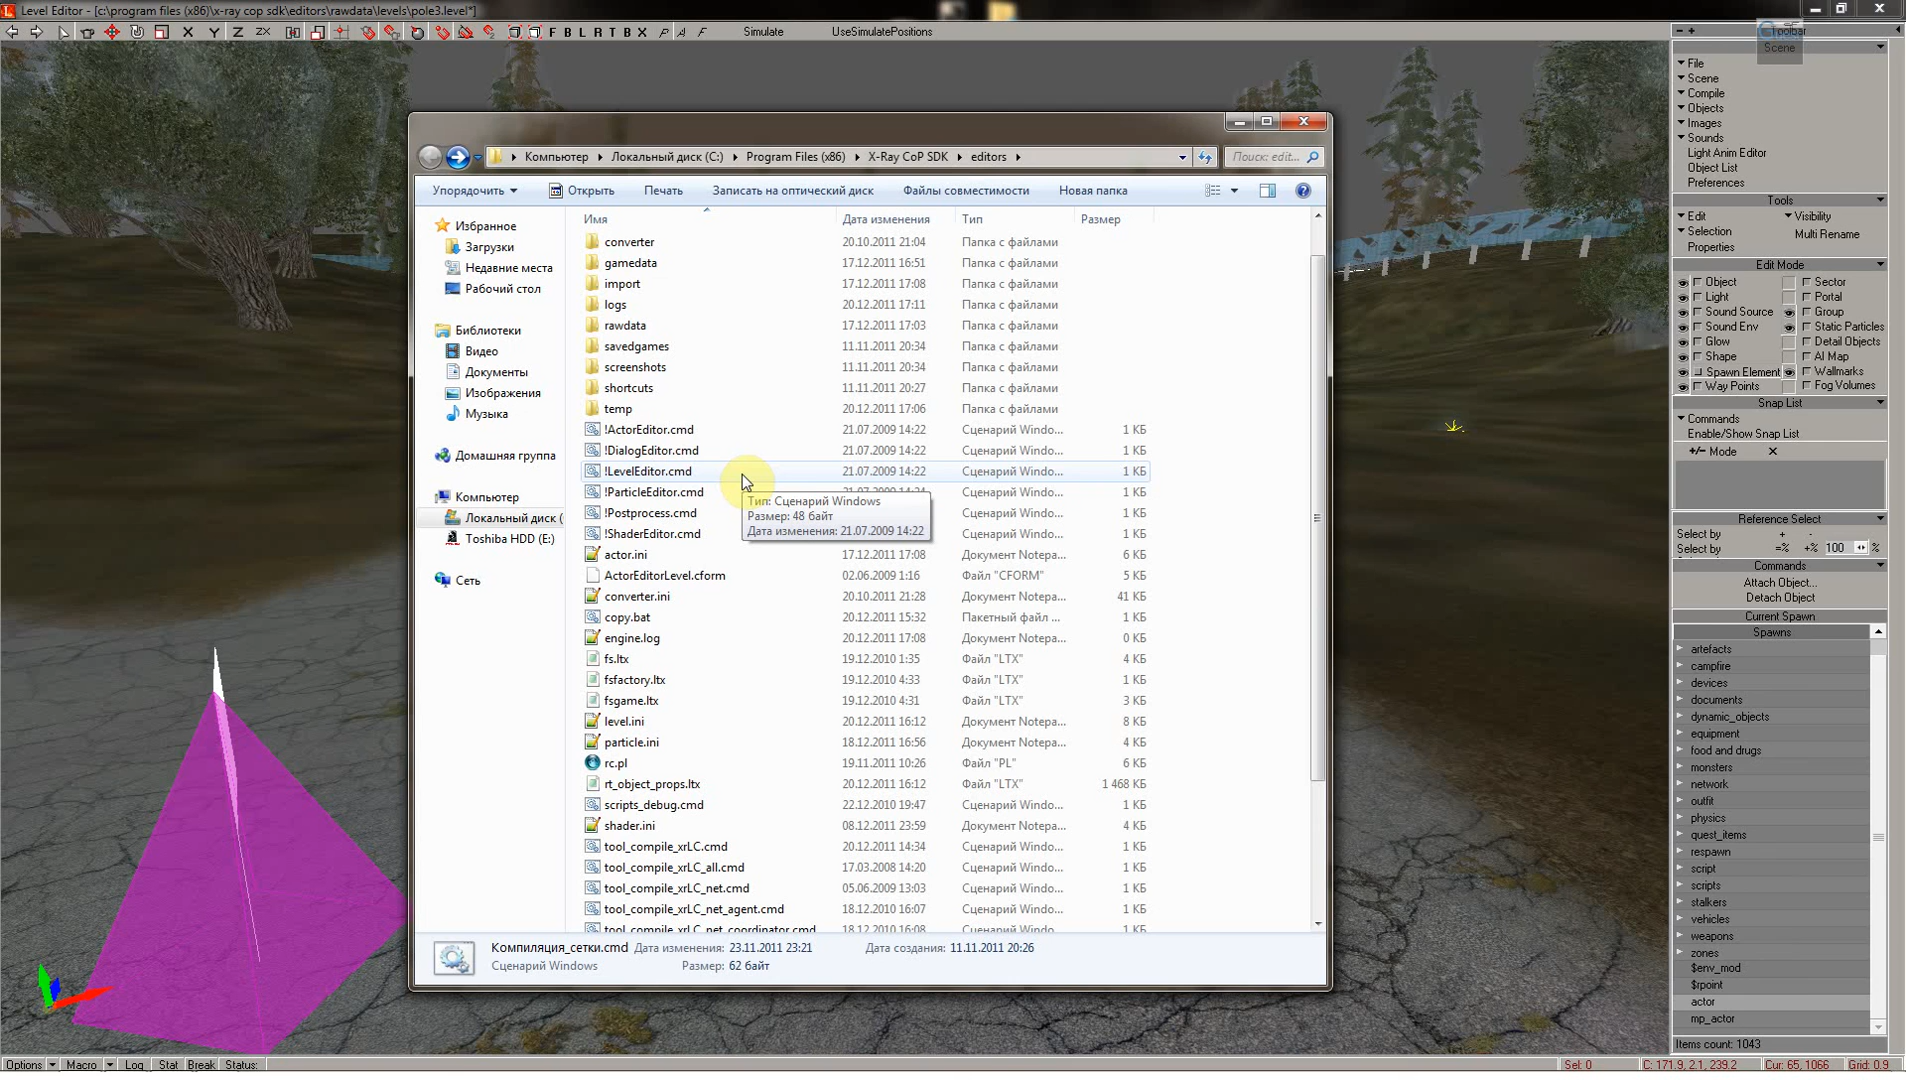 Level Editor - [c:\program files (x86)\x-ray cop sdk\editors\rawdata\levels\pole3.level*]
X Y Z ZX F B L R T B X P A F Simulate UseSimulatePositions
Toolbar
Scene
File
Scene
Compile
Objects
Images
Sounds
Light Anim Editor
Object List
Preferences
Tools
Edit Visibility
Selection Multi Rename
Properties
Edit Mode
Object Sector
Light Portal
Sound Source Group
Sound Env Static Particles
Glow Detail Objects
Shape AI Map
Spawn Element Wallmarks
Way Points Fog Volumes
Snap List
Commands
Enable/Show Snap List
+/- Mode X
Reference Select
Select by + -
Select by =% +% 100 %
Commands
Attach Object...
Detach Object
Current Spawn
Spawns
artefacts
campfire
devices
documents
dynamic_objects
equipment
food and drugs
monsters
network
outfit
physics
quest_items
respawn
script
scripts
stalkers
vehicles
weapons
zones
$env_mod
$rpoint
actor
mp_actor
Items count: 1043
Компьютер Локальный диск (C:) Program Files (x86) X-Ray CoP SDK editors
Поиск: edit...
Упорядочить Открыть Печать Записать на оптический диск Файлы совместимости Новая папка
Избранное
Загрузки
Недавние места
Рабочий стол
Библиотеки
Видео
Документы
Изображения
Музыка
Домашняя группа
Компьютер
Локальный диск (
Toshiba HDD (E:)
Сеть
Имя Дата изменения Тип Размер
converter 20.10.2011 21:04 Папка с файлами
gamedata 17.12.2011 16:51 Папка с файлами
import 17.12.2011 17:08 Папка с файлами
logs 20.12.2011 17:11 Папка с файлами
rawdata 17.12.2011 17:03 Папка с файлами
savedgames 11.11.2011 20:34 Папка с файлами
screenshots 11.11.2011 20:34 Папка с файлами
shortcuts 11.11.2011 20:27 Папка с файлами
temp 20.12.2011 17:06 Папка с файлами
!ActorEditor.cmd 21.07.2009 14:22 Сценарий Windo... 1 КБ
!DialogEditor.cmd 21.07.2009 14:22 Сценарий Windo... 1 КБ
!LevelEditor.cmd 21.07.2009 14:22 Сценарий Windo... 1 КБ
!ParticleEditor.cmd Сценарий Windo... 1 КБ
!Postprocess.cmd Сценарий Windo... 1 КБ
!ShaderEditor.cmd Сценарий Windo... 1 КБ
Тип: Сценарий Windows
Размер: 48 байт
Дата изменения: 21.07.2009 14:22
actor.ini 17.12.2011 17:08 Документ Notepa... 6 КБ
ActorEditorLevel.cform 02.06.2009 1:16 Файл "CFORM" 5 КБ
converter.ini 20.10.2011 21:28 Документ Notepa... 41 КБ
copy.bat 20.12.2011 15:32 Пакетный файл ... 1 КБ
engine.log 20.12.2011 17:08 Документ Notepa... 0 КБ
fs.ltx 19.12.2010 1:35 Файл "LTX" 4 КБ
fsfactory.ltx 19.12.2010 4:33 Файл "LTX" 1 КБ
fsgame.ltx 19.12.2010 4:31 Файл "LTX" 3 КБ
level.ini 20.12.2011 16:12 Документ Notepa... 8 КБ
particle.ini 18.12.2011 16:56 Документ Notepa... 4 КБ
rc.pl 19.11.2011 10:26 Файл "PL" 6 КБ
rt_object_props.ltx 20.12.2011 16:12 Файл "LTX" 1 468 КБ
scripts_debug.cmd 22.12.2010 19:47 Сценарий Windo... 1 КБ
shader.ini 08.12.2011 23:59 Документ Notepa... 4 КБ
tool_compile_xrLC.cmd 20.12.2011 14:34 Сценарий Windo... 1 КБ
tool_compile_xrLC_all.cmd 17.03.2008 14:20 Сценарий Windo... 1 КБ
tool_compile_xrLC_net.cmd 05.06.2009 13:03 Сценарий Windo... 1 КБ
tool_compile_xrLC_net_agent.cmd 18.12.2010 16:07 Сценарий Windo... 1 КБ
tool_compile_xrLC_net_coordinator.cmd 18.12.2010 16:08 Сценарий Windo... 1 КБ
Компиляция_сетки.cmd Дата изменения: 23.11.2011 23:21 Дата создания: 11.11.2011 20:26
Сценарий Windows Размер: 62 байт
Options Macro Log Stat Break Status: Sel: 0 C: 171.9, 2.1, 239.2 Cur: 65, 1066 Grid: 0.9